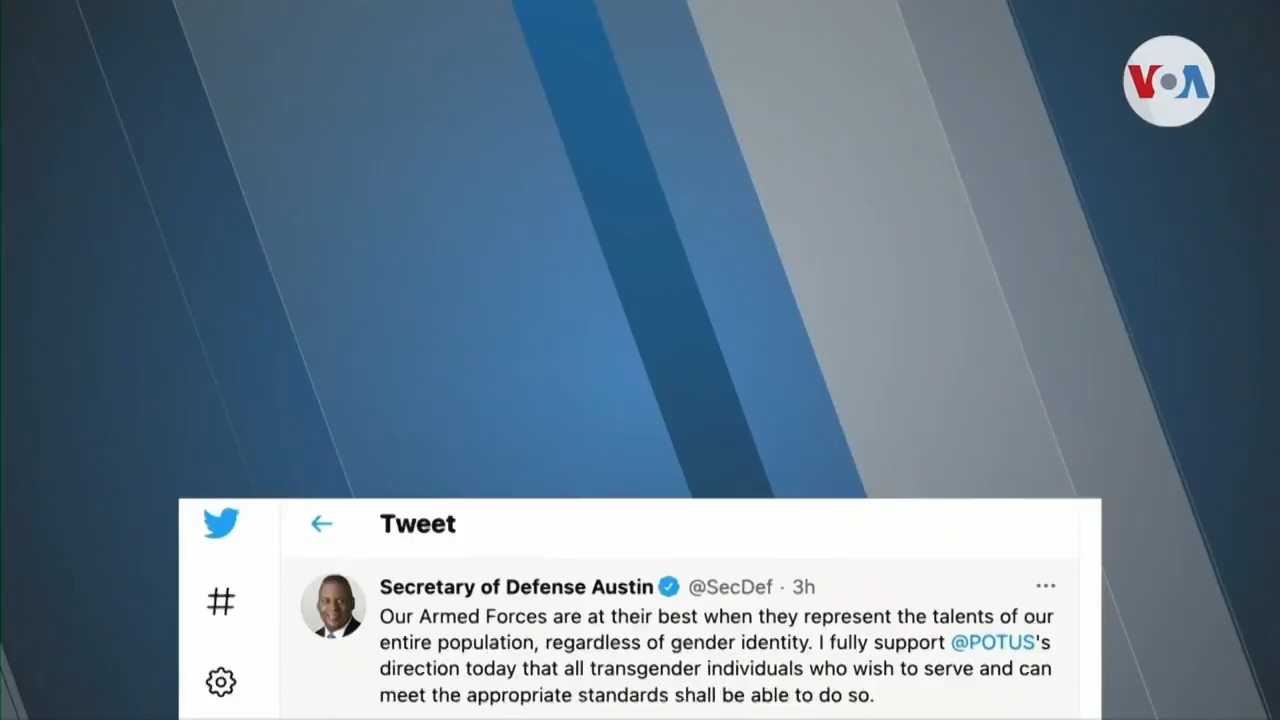 VOA
Tweet
Secretary of Defense Austin @SecDef · 3h
Our Armed Forces are at their best when they represent the talents of our
entire population, regardless of gender identity. I fully support @POTUS's
direction today that all transgender individuals who wish to serve and can
meet the appropriate standards shall be able to do so.